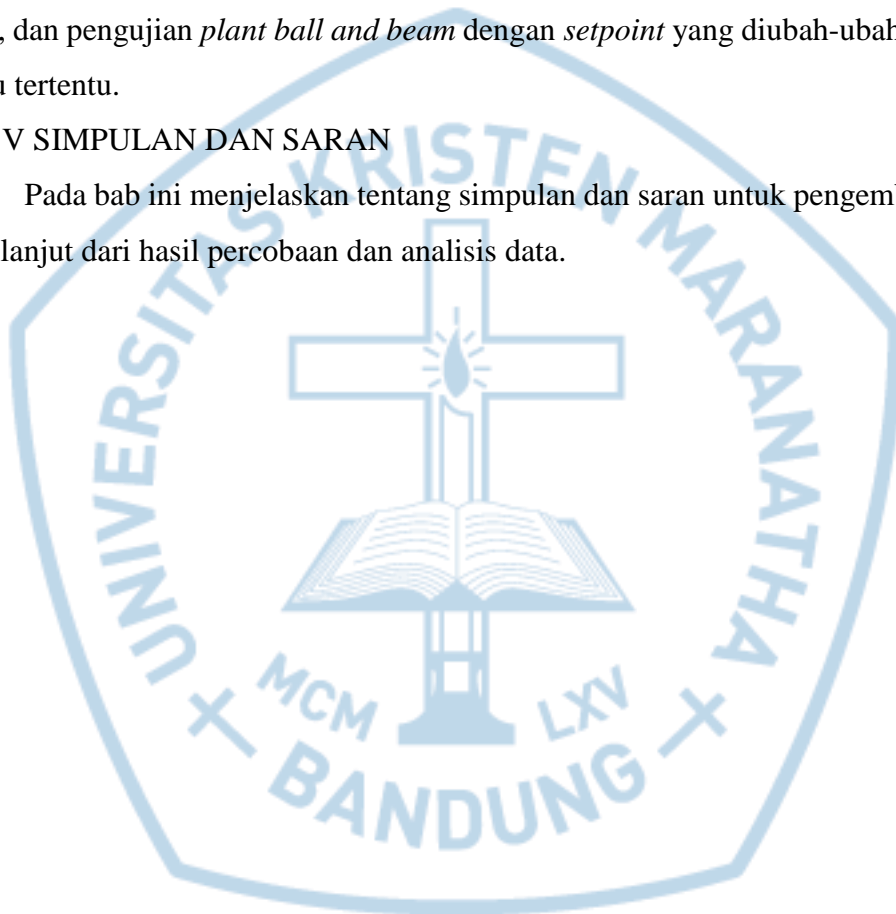 , dan pengujian plant ball and beam dengan setpoint yang diubah-ubah
tertentu.
V SIMPULAN DAN SARAN
Pada bab ini menjelaskan tentang simpulan dan saran untuk
lanjut dari hasil percobaan dan analisis data.
UNIVERSITAS KRISTEN MARANATHA
MCM LXV
BANDUNG